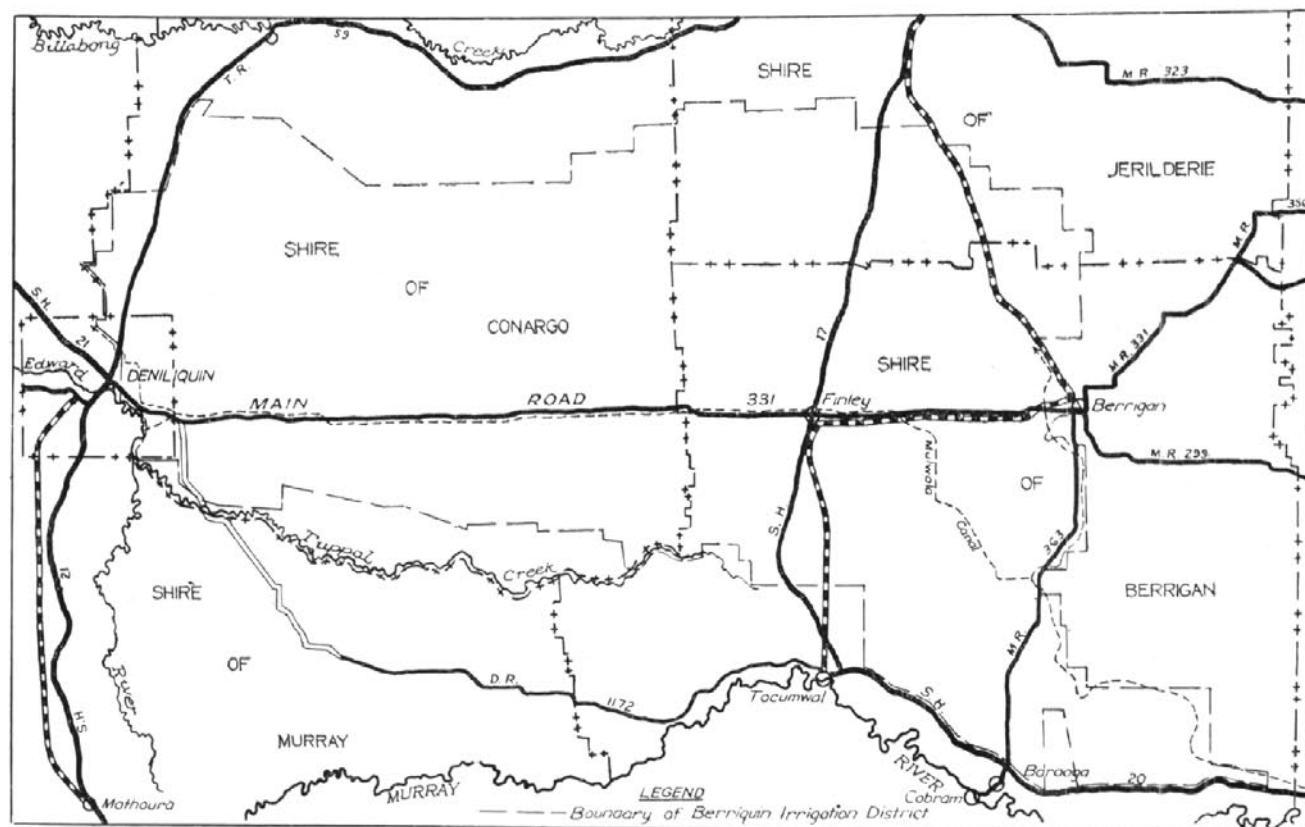 Billabong
Creek
59
T. R.
SHIRE
OF
JERILDERIE
M.R. 323
SHIRE
OF
CONARGO
M.R.
S.H.
21
Edward
DENILIQUIN
17
SHIRE
M.R. 331
MAIN
ROAD
331
Finley
Berrigan
M.R. 299
Mulwala
Canal
OF
S. H
Tuppal
Creek
363
BERRIGAN
SHIRE
OF
River
21
S.H.
M.R.
D.R.
1172
Tocumwal
S. H
MURRAY
MURRAY
RIVER
Barooga
20
Cobram
Mathoura
LEGEND
Boundary of Berriquin Irrigation District